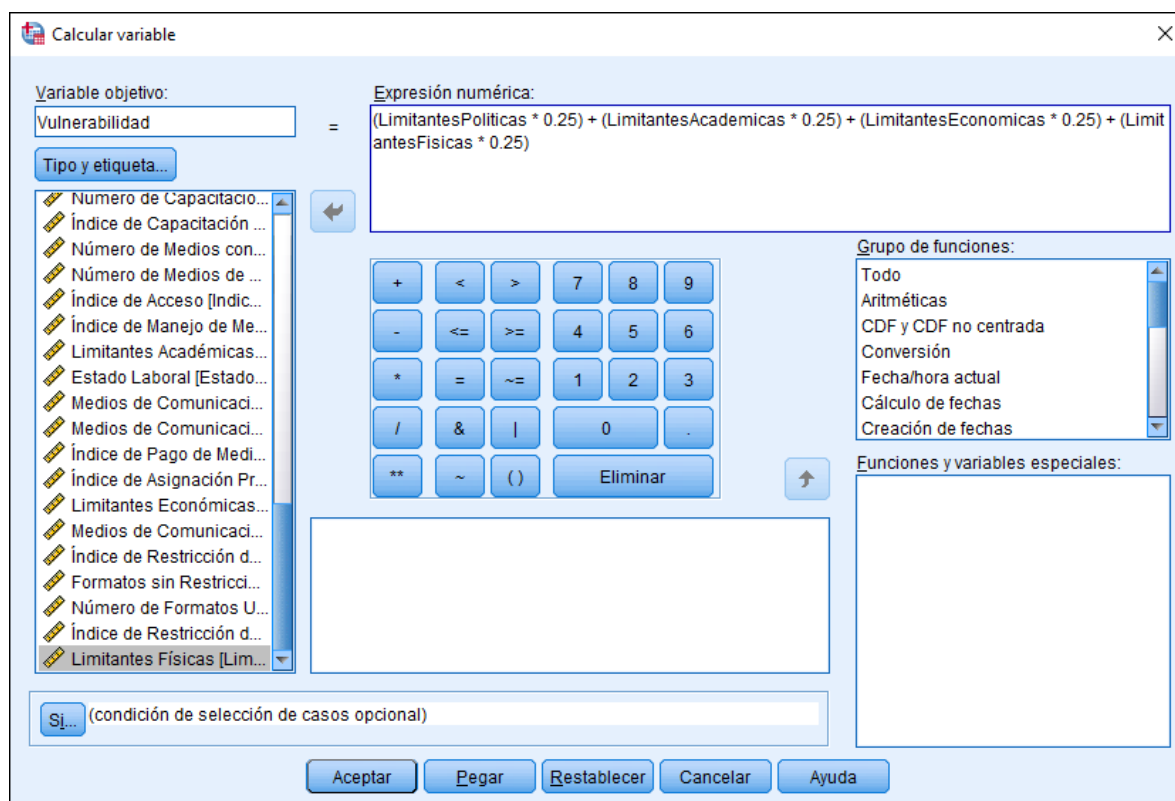 Calcular variable
Variable objetivo:
Vulnerabilidad
=
Expresión numérica:
(LimitantesPoliticas * 0.25) + (LimitantesAcademicas * 0.25) + (LimitantesEconomicas * 0.25) + (Limit
antesFisicas * 0.25)
Tipo y etiqueta...
Número de Capacitacio...
Índice de Capacitación ...
Número de Medios con...
Número de Medios de ...
Índice de Acceso [Indic...
Índice de Manejo de Me...
Limitantes Académicas...
Estado Laboral [Estado...
Medios de Comunicaci...
Medios de Comunicaci...
Índice de Pago de Medi...
Índice de Asignación Pr...
Limitantes Económicas...
Medios de Comunicaci...
Índice de Restricción d...
Formatos sin Restricci...
Número de Formatos U...
Índice de Restricción d...
Limitantes Físicas [Lim...
+ < > 7 8 9
- <= >= 4 5 6
* = ~= 1 2 3
/ & | 0 .
** ~ ( ) Eliminar
Grupo de funciones:
Todo
Aritméticas
CDF y CDF no centrada
Conversión
Fecha/hora actual
Cálculo de fechas
Creación de fechas
Funciones y variables especiales:
Si... (condición de selección de casos opcional)
Aceptar Pegar Restablecer Cancelar Ayuda